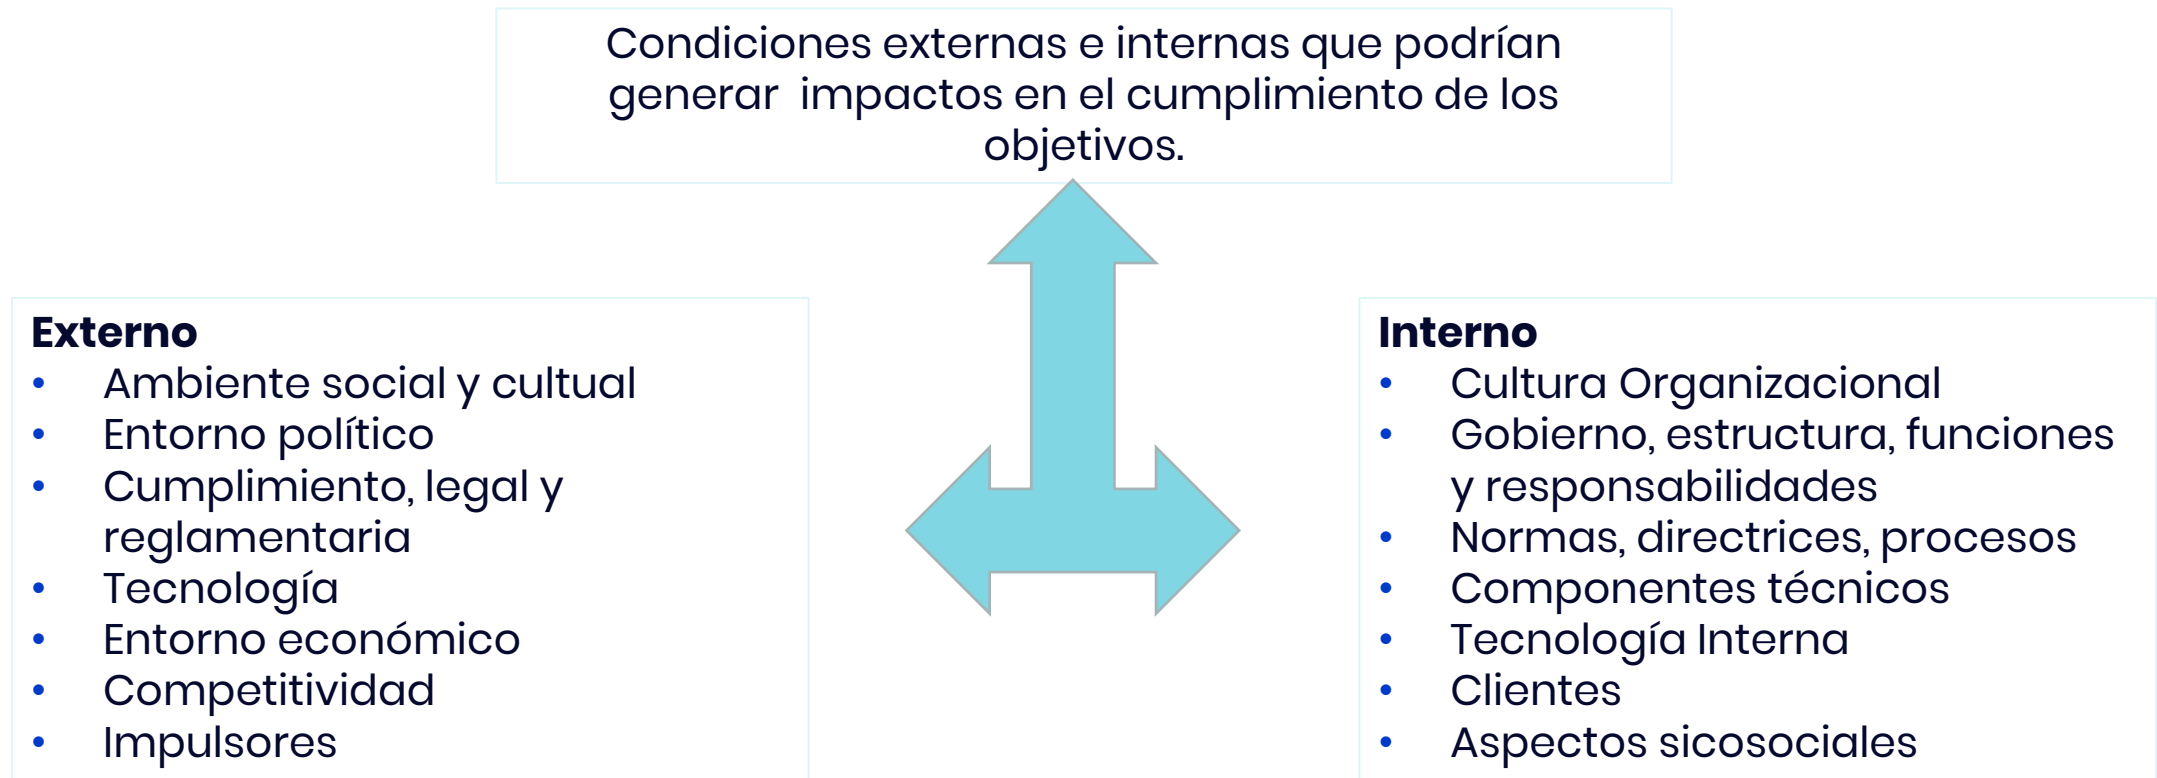 Condiciones externas e internas que podrían
generar impactos en el cumplimiento de los
objetivos.
Externo
• Ambiente social y cultual
• Entorno político
• Cumplimiento, legal y
reglamentaria
• Tecnología
• Entorno económico
• Competitividad
• Impulsores
Interno
• Cultura Organizacional
• Gobierno, estructura, funciones
y responsabilidades
• Normas, directrices, procesos
• Componentes técnicos
• Tecnología Interna
• Clientes
• Aspectos sicosociales